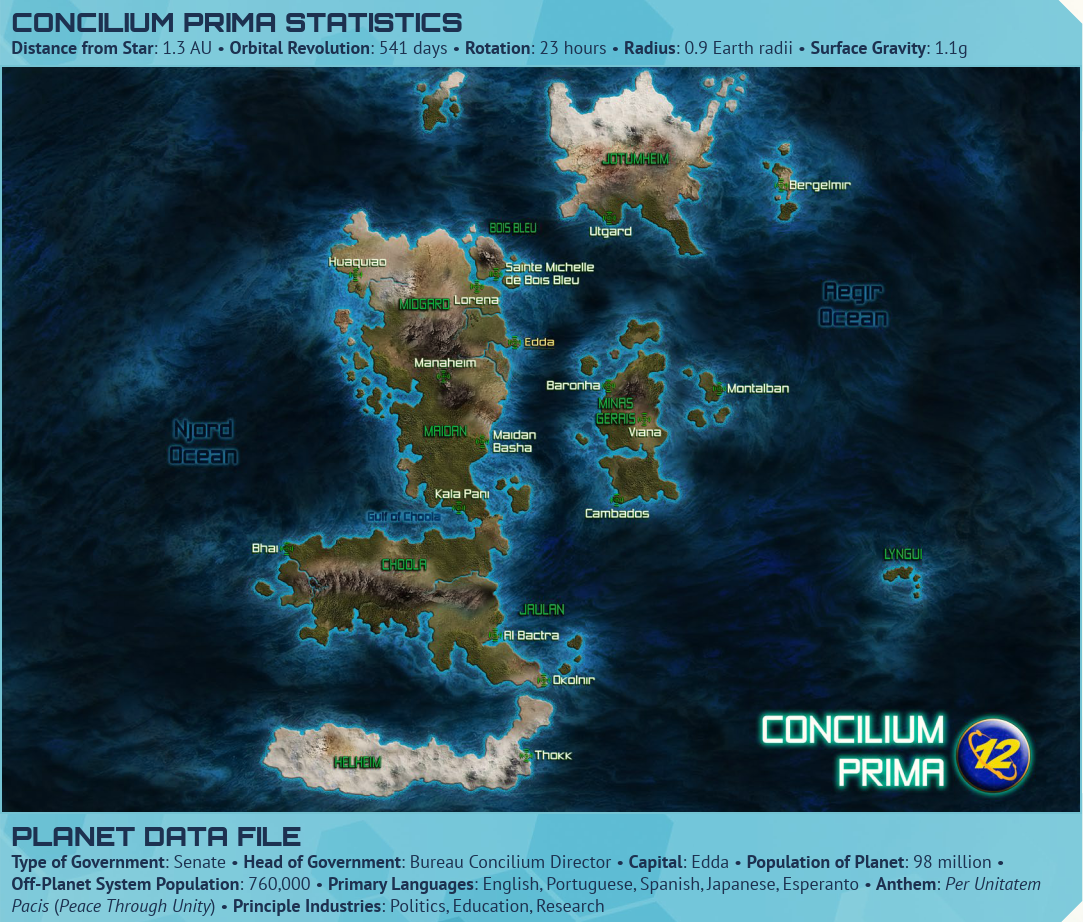 CONCILIUM PRIMA STATISTICS
Distance from Star: 1.3 AU • Orbital Revolution: 541 days • Rotation: 23 hours • Radius: 0.9 Earth radii • Surface Gravity: 1.1g
JOTUMHEIM
Bergelmir
Utgard
BOIS BLEU
Huaquiao
Sainte Michelle
de Bois Bleu
MIDGARD
Lorena
Aegir
Ocean
Edda
Manaheim
Baronha
Montalban
MINAS
GERAIS
Viana
Njord
Ocean
MAIDAN
Maidan
Basha
Kala Pani
Cambados
Gulf of Choola
Bhai
CHOOLA
LYNGUI
JAULAN
Al Bactra
Okolnir
HELHEIM
Thokk
CONCILIUM
PRIMA
12
PLANET DATA FILE
Type of Government: Senate • Head of Government: Bureau Concilium Director • Capital: Edda • Population of Planet: 98 million •
Off-Planet System Population: 760,000 • Primary Languages: English, Portuguese, Spanish, Japanese, Esperanto • Anthem: Per Unitatem
Pacis (Peace Through Unity) • Principle Industries: Politics, Education, Research